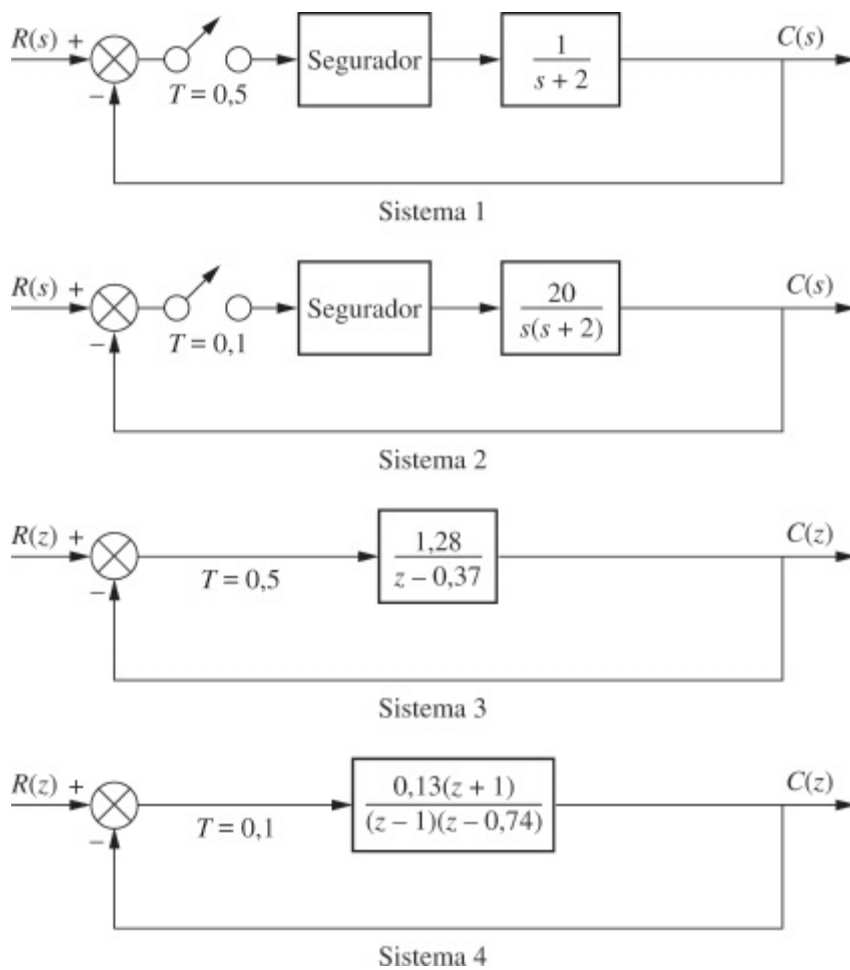 R(s) + C(s)
Segurador
1
s + 2
−
T = 0,5
Sistema 1
R(s) + C(s)
Segurador
20
s(s + 2)
−
T = 0,1
Sistema 2
R(z) + C(z)
1,28
z − 0,37
−
T = 0,5
Sistema 3
R(z) + C(z)
0,13(z + 1)
(z − 1)(z − 0,74)
−
T = 0,1
Sistema 4